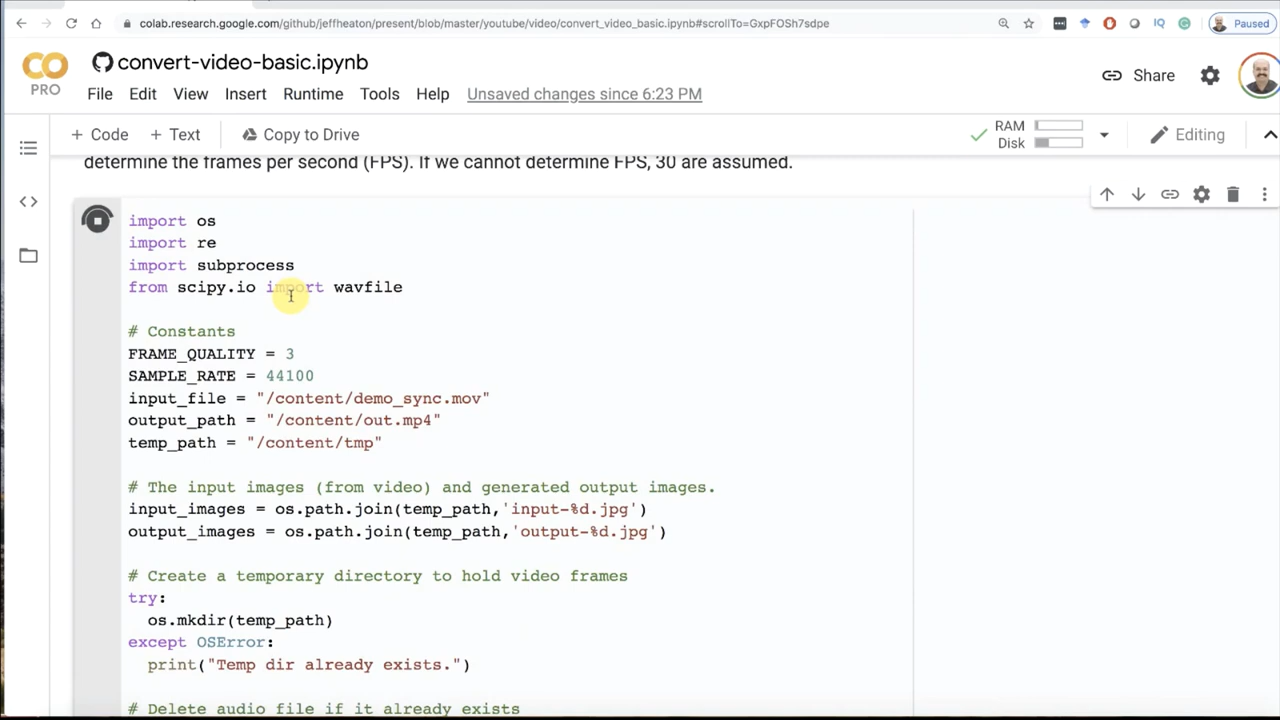 colab.research.google.com/github/jeffheaton/present/blob/master/youtube/video/convert_video_basic.ipynb#scrollTo=GxpFOSh7sdpe
Paused
PRO
convert-video-basic.ipynb
Share
File Edit View Insert Runtime Tools Help Unsaved changes since 6:23 PM
+ Code + Text Copy to Drive
RAM
Disk
Editing
determine the frames per second (FPS). If we cannot determine FPS, 30 are assumed.
import os
import re
import subprocess
from scipy.io import wavfile
# Constants
FRAME_QUALITY = 3
SAMPLE_RATE = 44100
input_file = "/content/demo_sync.mov"
output_path = "/content/out.mp4"
temp_path = "/content/tmp"
# The input images (from video) and generated output images.
input_images = os.path.join(temp_path,'input-%d.jpg')
output_images = os.path.join(temp_path,'output-%d.jpg')
# Create a temporary directory to hold video frames
try:
  os.mkdir(temp_path)
except OSError:
  print("Temp dir already exists.")
# Delete audio file if it already exists